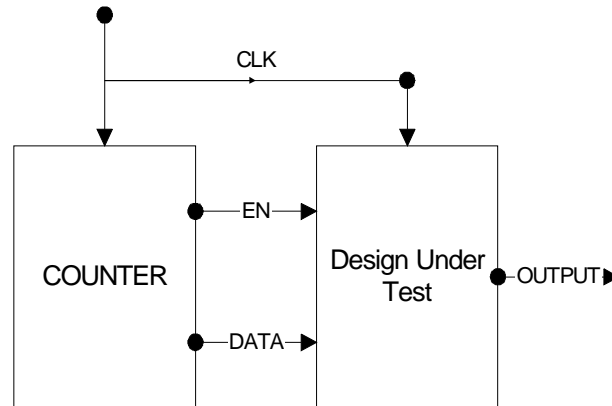 CLK
EN
COUNTER
Design Under
Test
OUTPUT
DATA